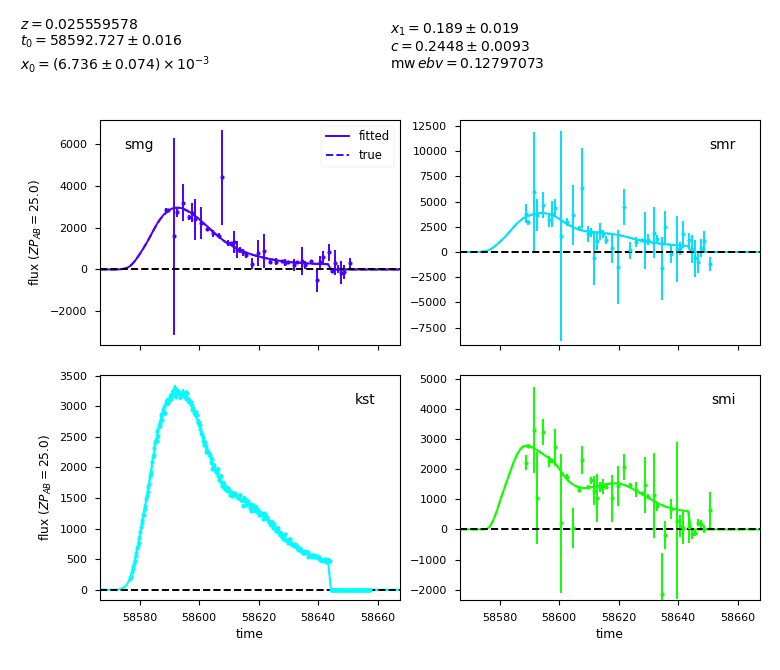 z = 0.025559578
t₀ = 58592.727 ± 0.016
x₀ = (6.736 ± 0.074) × 10⁻³
x₁ = 0.189 ± 0.019
c = 0.2448 ± 0.0093
mw ebv = 0.12797073
flux (ZP_AB = 25.0)
6000
4000
2000
0
−2000
smg
fitted
true
12500
10000
7500
5000
2500
0
−2500
−5000
−7500
smr
flux (ZP_AB = 25.0)
3500
3000
2500
2000
1500
1000
500
0
kst
58580 58600 58620 58640 58660
time
5000
4000
3000
2000
1000
0
−1000
−2000
smi
58580 58600 58620 58640 58660
time